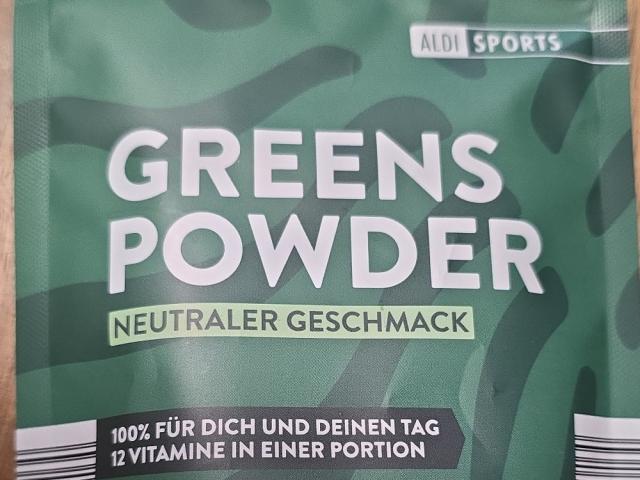 ALDI SPORTS
GREENS
POWDER
NEUTRALER GESCHMACK
100% FÜR DICH UND DEINEN TAG
12 VITAMINE IN EINER PORTION